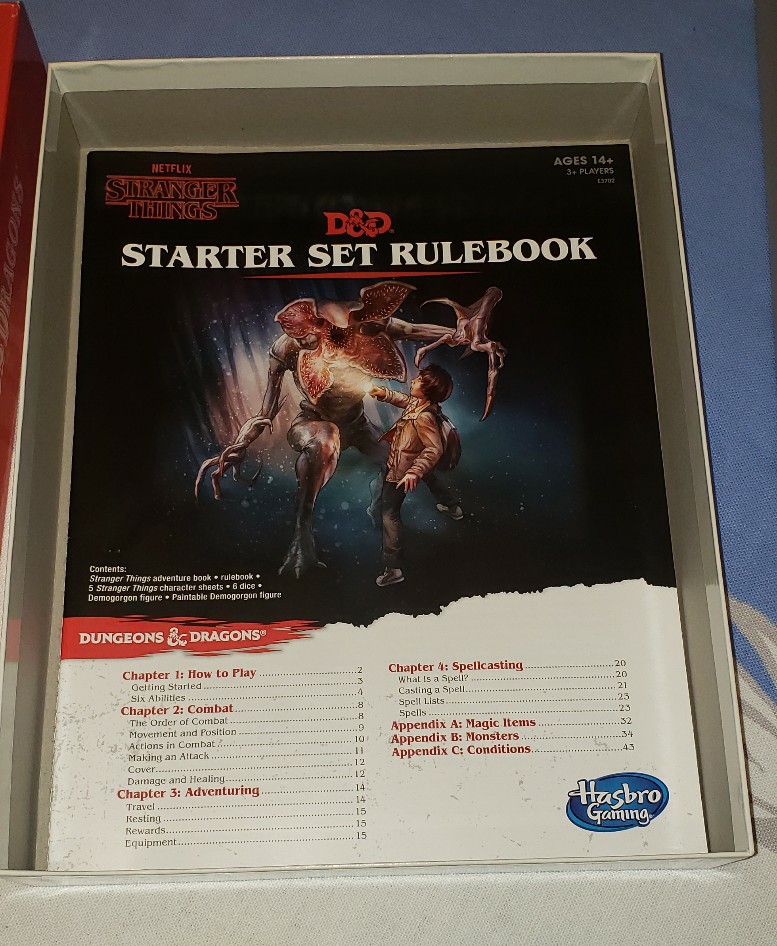 NETFLIX
STRANGER
THINGS
AGES 14+
3+ PLAYERS
D&D
STARTER SET RULEBOOK
Contents:
Stranger Things adventure book • rulebook •
5 Stranger Things character sheets • 6 dice •
Demogorgon figure • Paintable Demogorgon figure
DUNGEONS & DRAGONS®
Chapter 1: How to Play ........ 2
Getting Started ........ 3
Six Abilities ........ 4
Chapter 2: Combat ........ 8
The Order of Combat ........ 8
Movement and Position ........ 9
Actions in Combat ........ 10
Making an Attack ........ 11
Cover ........ 12
Damage and Healing ........ 12
Chapter 3: Adventuring ........ 14
Travel ........ 14
Resting ........ 15
Rewards ........ 15
Equipment ........ 15
Chapter 4: Spellcasting ........ 20
What Is a Spell? ........ 20
Casting a Spell ........ 21
Spell Lists ........ 23
Spells ........ 23
Appendix A: Magic Items ........ 32
Appendix B: Monsters ........ 34
Appendix C: Conditions ........ 43
Hasbro
Gaming
DRAGONS